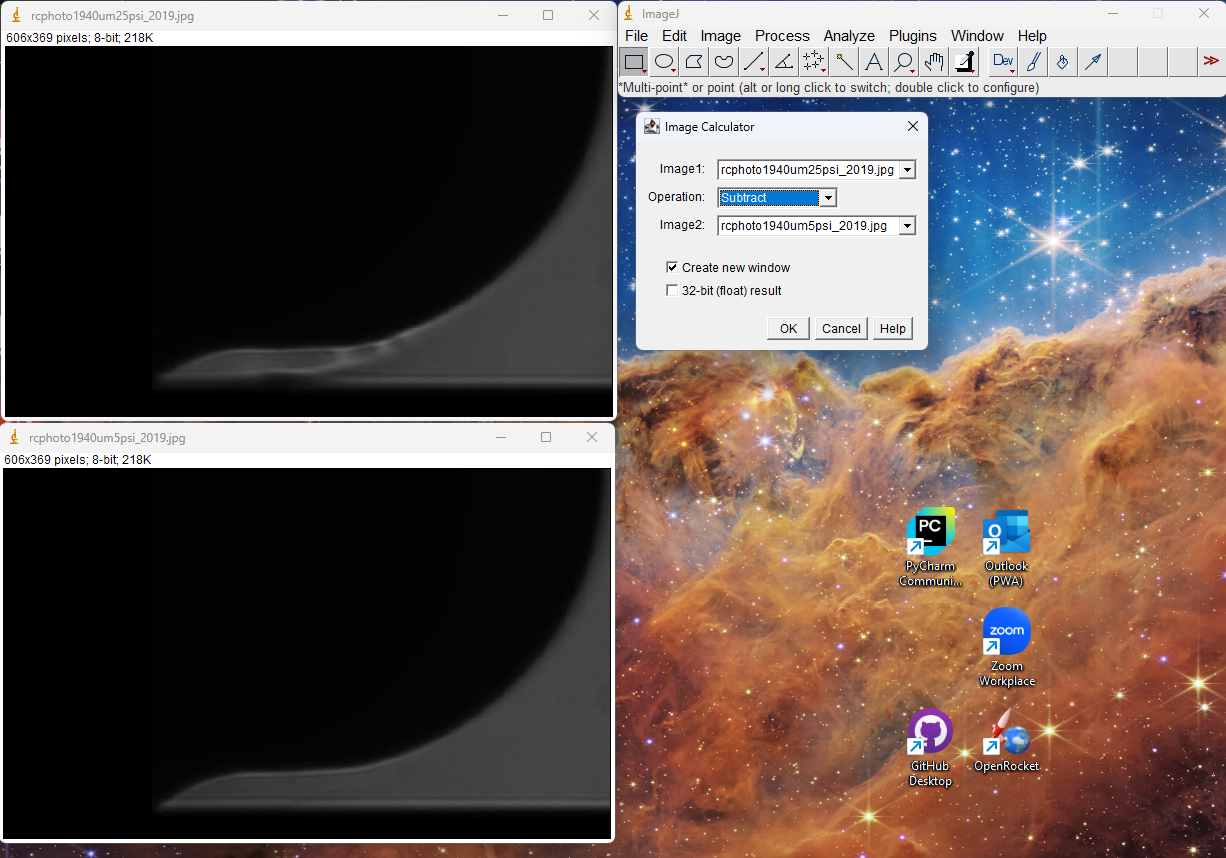 rcphoto1940um25psi_2019.jpg
606x369 pixels; 8-bit; 218K
rcphoto1940um5psi_2019.jpg
606x369 pixels; 8-bit; 218K
ImageJ
File Edit Image Process Analyze Plugins Window Help
A Dev >>
*Multi-point* or point (alt or long click to switch; double click to configure)
Image Calculator
Image1: rcphoto1940um25psi_2019.jpg
Operation: Subtract
Image2: rcphoto1940um5psi_2019.jpg
Create new window
32-bit (float) result
OK Cancel Help
PC
PyCharm
Communi...
O
Outlook
(PWA)
zoom
Zoom
Workplace
GitHub
Desktop
OpenRocket